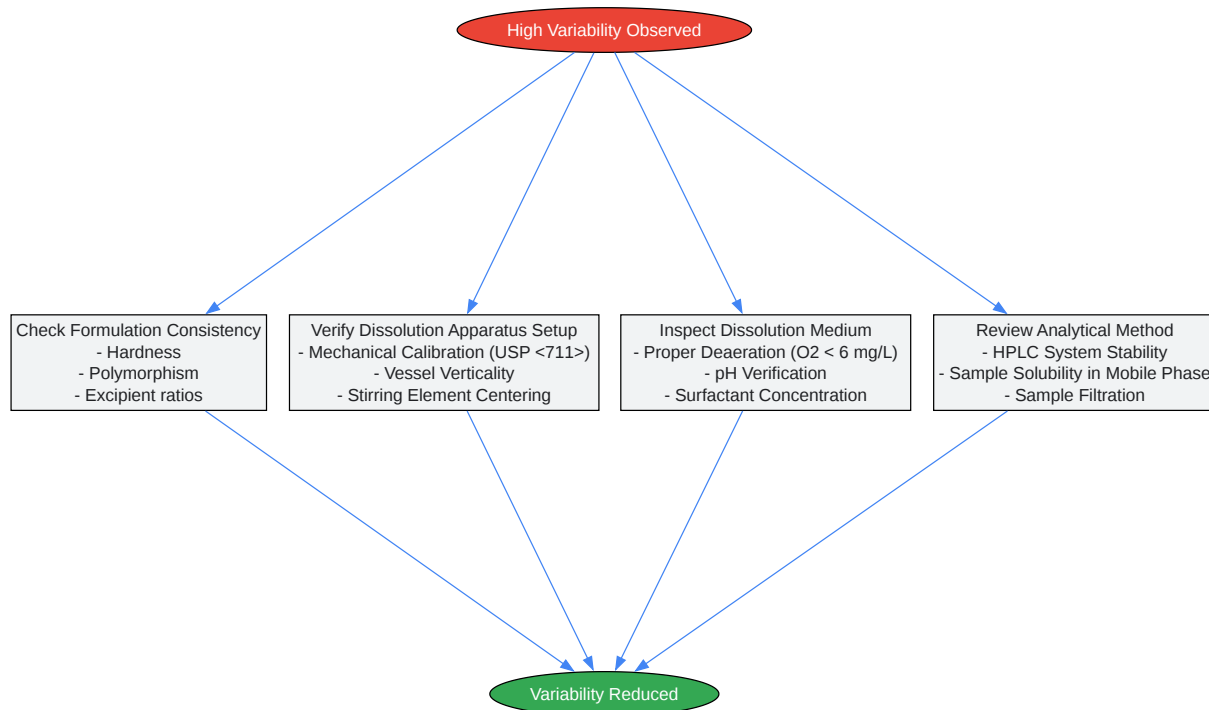 High Variability Observed
Check Formulation Consistency
- Hardness
- Polymorphism
- Excipient ratios
Verify Dissolution Apparatus Setup
- Mechanical Calibration (USP <711>)
- Vessel Verticality
- Stirring Element Centering
Inspect Dissolution Medium
- Proper Deaeration (O2 < 6 mg/L)
- pH Verification
- Surfactant Concentration
Review Analytical Method
- HPLC System Stability
- Sample Solubility in Mobile Phase
- Sample Filtration
Variability Reduced